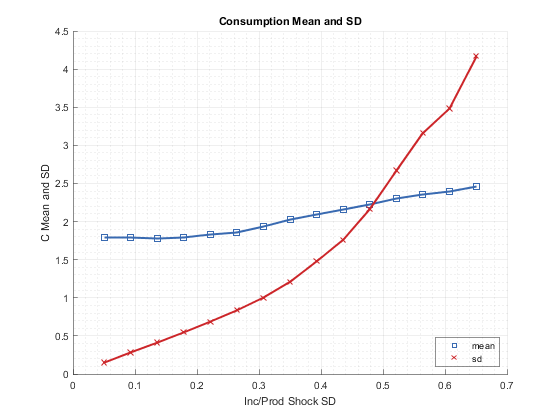 Consumption Mean and SD
4.5
4
3.5
3
2.5
2
1.5
1
0.5
0
C Mean and SD
0 0.1 0.2 0.3 0.4 0.5 0.6 0.7
Inc/Prod Shock SD
mean
sd